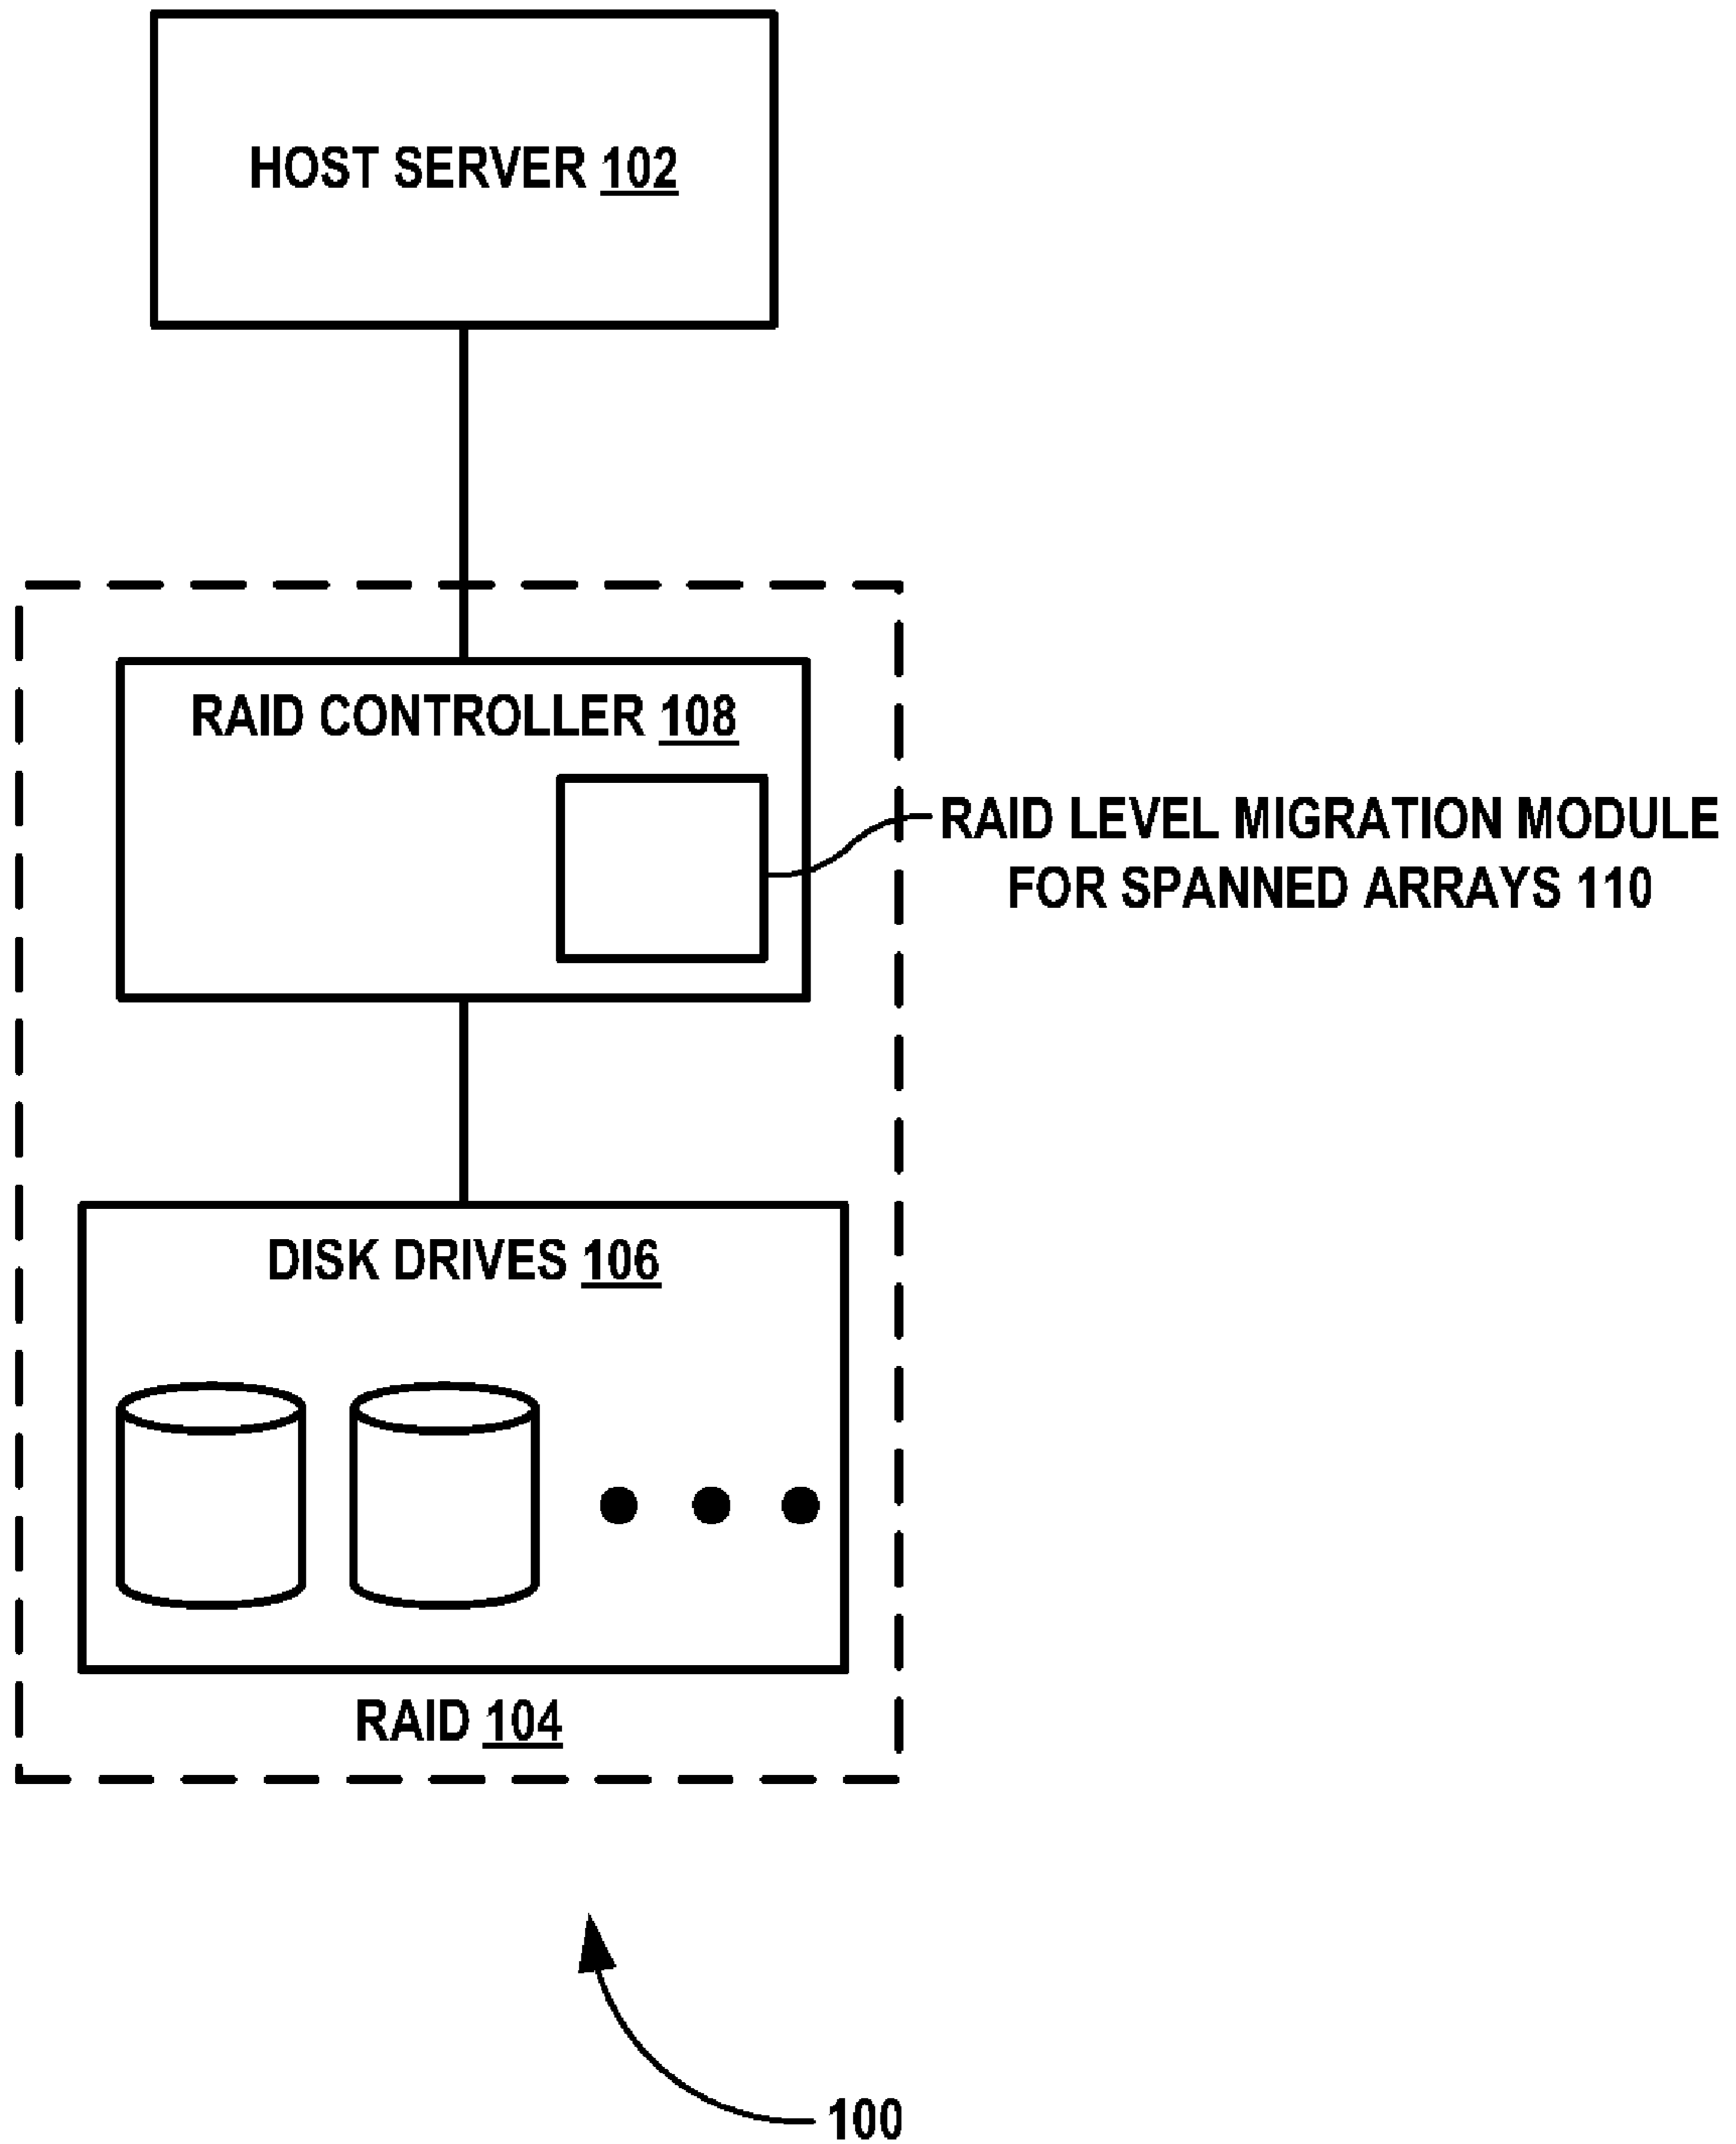 HOST SERVER 102
RAID CONTROLLER 108
RAID LEVEL MIGRATION MODULE
FOR SPANNED ARRAYS 110
DISK DRIVES 106
RAID 104
100